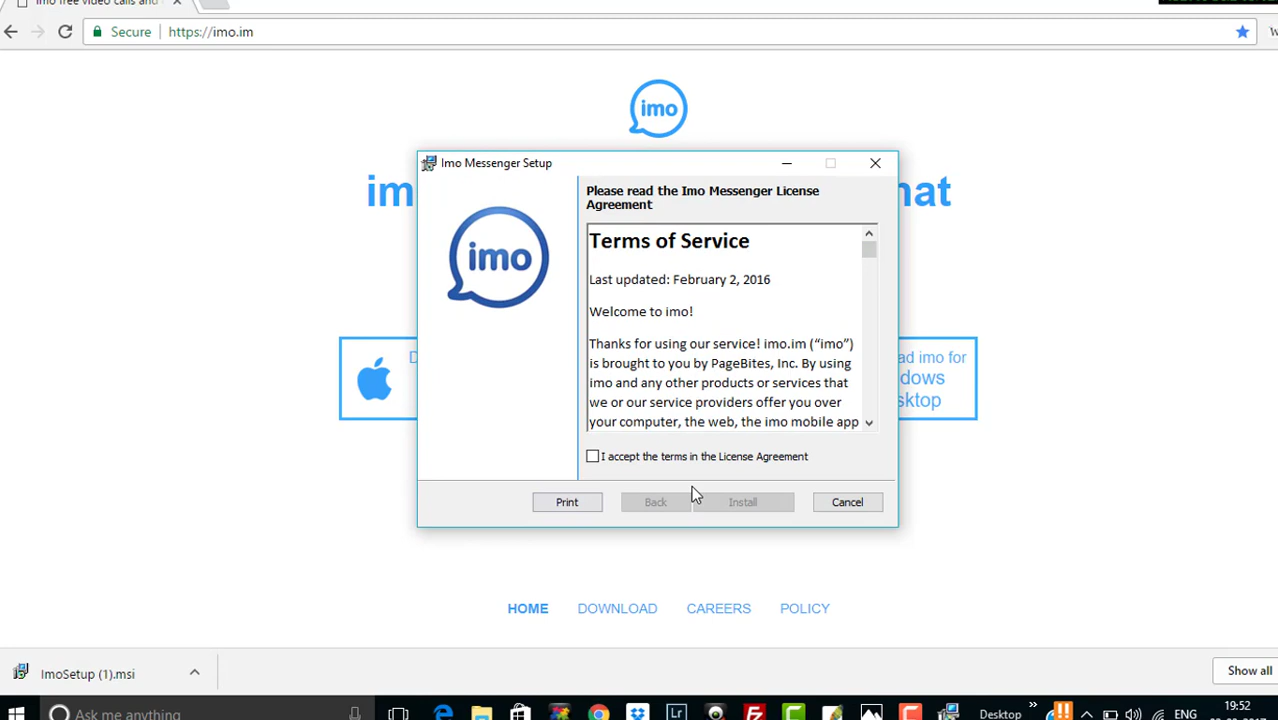 imo free video calls and
Secure
https://imo.im
imo
im
hat
Imo Messenger Setup
Please read the Imo Messenger License
Agreement
imo
Terms of Service
Last updated: February 2, 2016
Welcome to imo!
Thanks for using our service! imo.im (“imo”)
is brought to you by PageBites, Inc. By using
imo and any other products or services that
we or our service providers offer you over
your computer, the web, the imo mobile app
D
ad imo for
dows
sktop
I accept the terms in the License Agreement
Print
Back
Install
Cancel
HOME
DOWNLOAD
CAREERS
POLICY
ImoSetup (1).msi
Show all
Ask me anything
Lr
Desktop
ENG
19:52